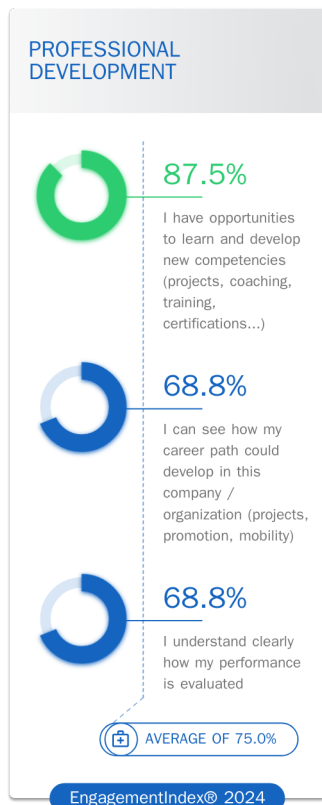 PROFESSIONAL
DEVELOPMENT
87.5%
I have opportunities
to learn and develop
new competencies
(projects, coaching,
training,
certifications...)
68.8%
I can see how my
career path could
develop in this
company /
organization (projects,
promotion, mobility)
68.8%
I understand clearly
how my performance
is evaluated
AVERAGE OF 75.0%
EngagementIndex® 2024